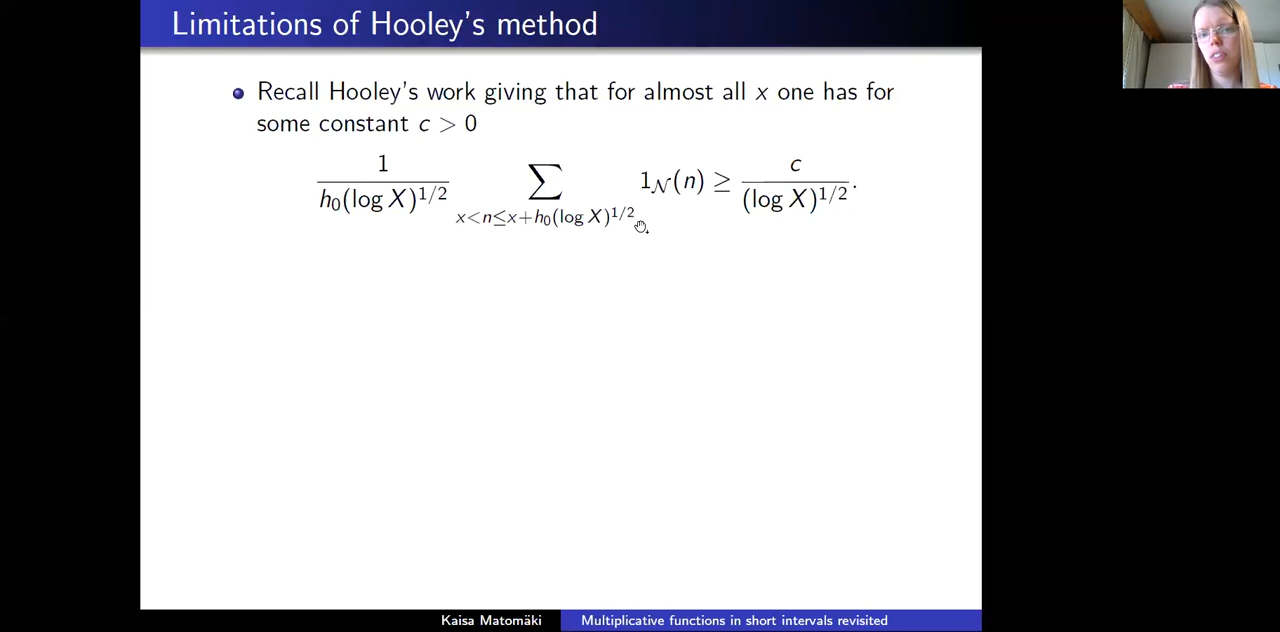 Limitations of Hooley's method
Recall Hooley's work giving that for almost all x one has for
some constant c > 0
1/(h₀(log X)^{1/2}) ∑_{x<n≤x+h₀(log X)^{1/2}} 1_𝒩(n) ≥ c/(log X)^{1/2}.
Kaisa Matomäki Multiplicative functions in short intervals revisited